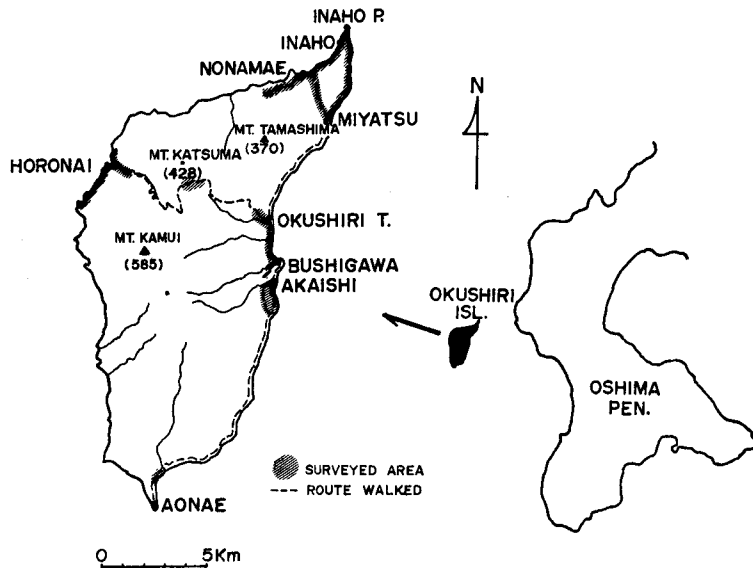 INAHO P.
INAHO
NONAMAE
MIYATSU
MT. TAMASHIMA
(370)
MT. KATSUMA
(428)
HORONAI
OKUSHIRI T.
MT. KAMUI
(585)
BUSHIGAWA
AKAISHI
AONAE
SURVEYED AREA
ROUTE WALKED
0 5Km
N
OKUSHIRI
ISL.
OSHIMA
PEN.